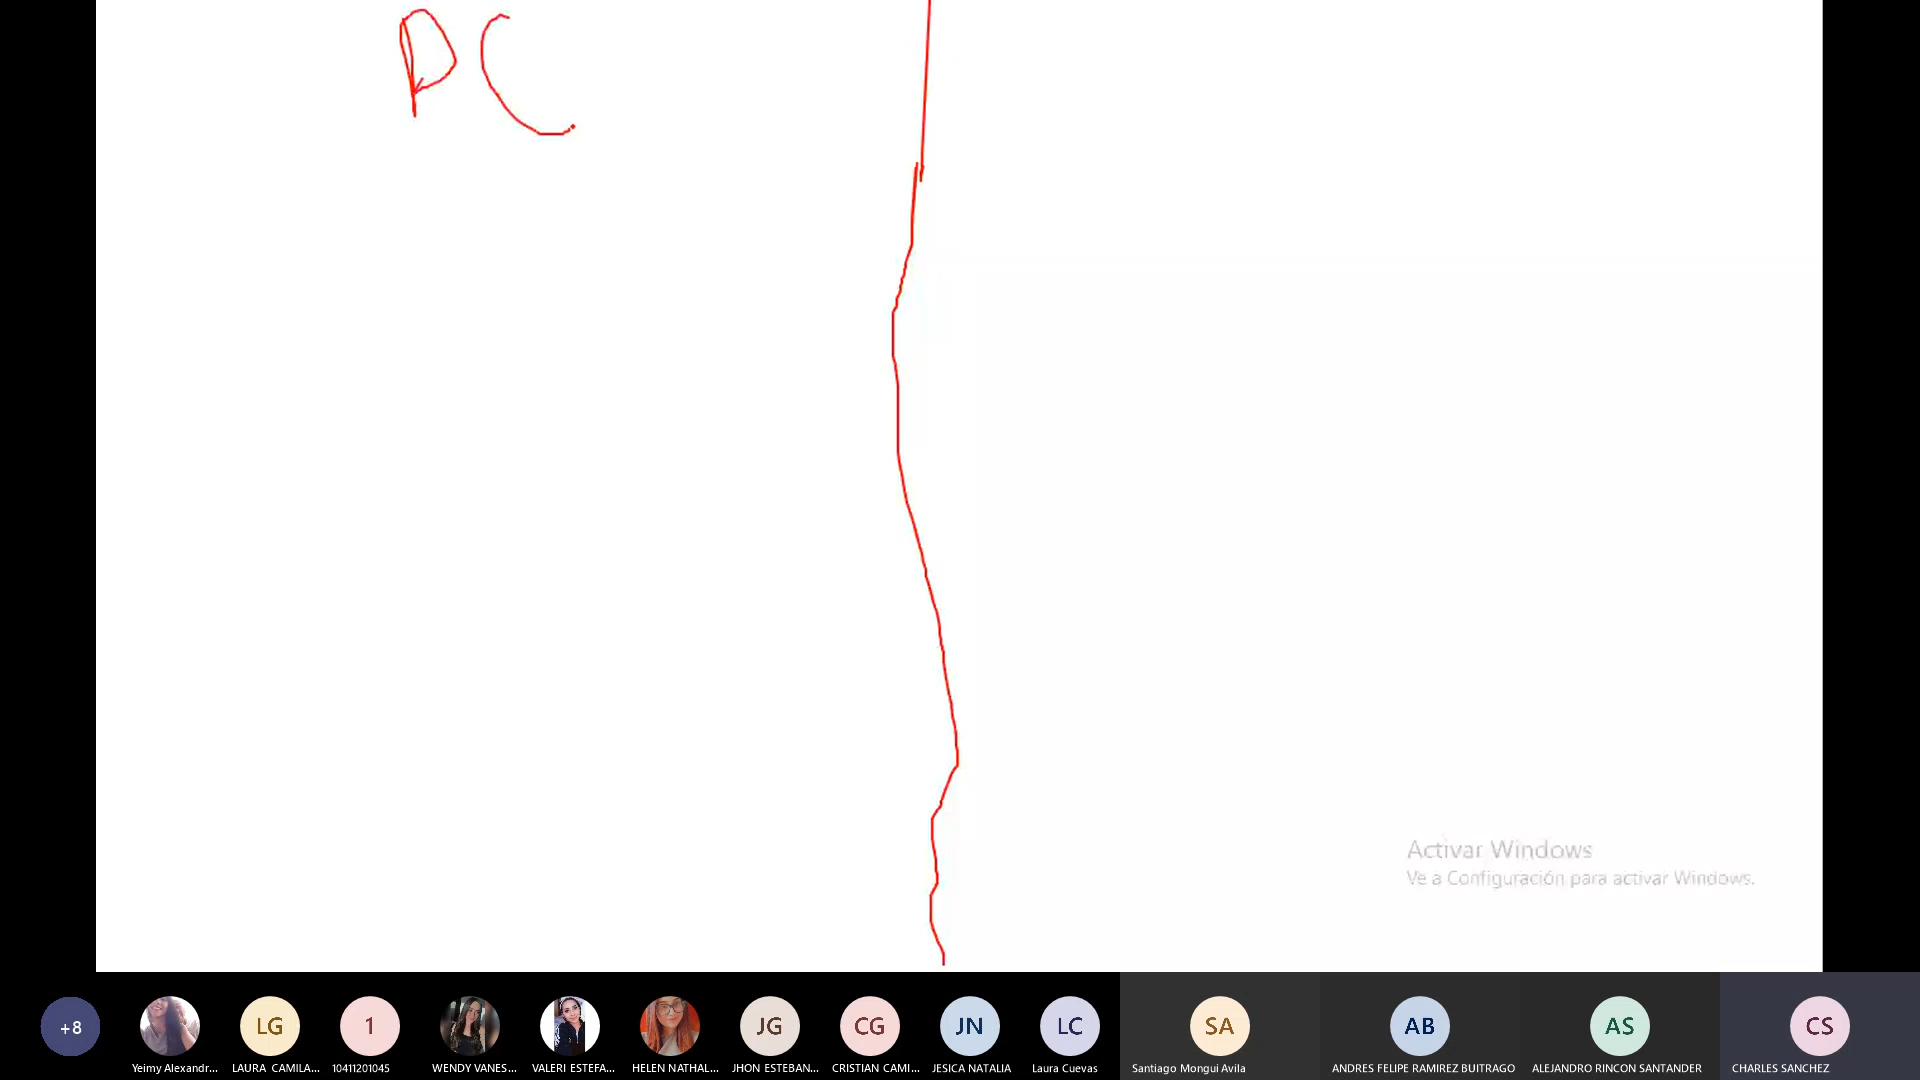 DC
Activar Windows
Ve a Configuración para activar Windows.
+8
LG
1
JG
CG
JN
LC
SA
AB
AS
CS
Yeimy Alexandr...
LAURA CAMILA...
10411201045
WENDY VANES...
VALERI ESTEFA...
HELEN NATHAL...
JHON ESTEBAN...
CRISTIAN CAMI...
JESICA NATALIA
Laura Cuevas
Santiago Mongui Avila
ANDRES FELIPE RAMIREZ BUITRAGO
ALEJANDRO RINCON SANTANDER
CHARLES SANCHEZ